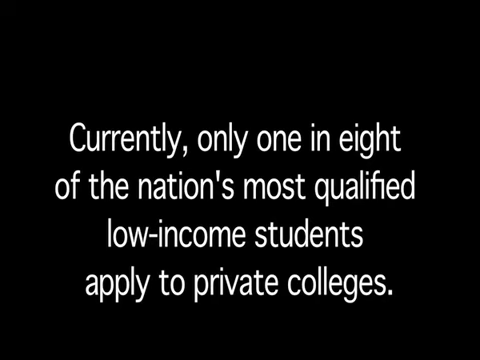 Currently, only one in eight
of the nation's most qualified
low-income students
apply to private colleges.